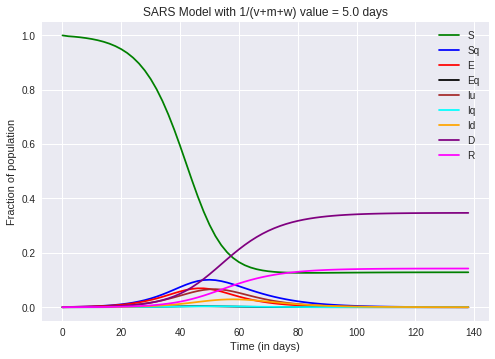 SARS Model with 1/(v+m+w) value = 5.0 days
Fraction of population
1.0
0.8
0.6
0.4
0.2
0.0
0 20 40 60 80 100 120 140
Time (in days)
S
Sq
E
Eq
Iu
Iq
Id
D
R